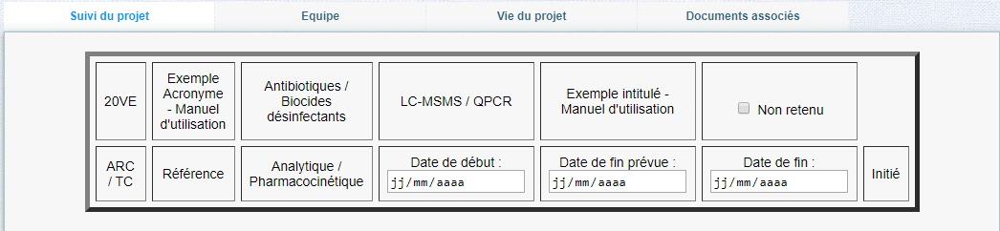 Suivi du projet
Equipe
Vie du projet
Documents associés
20VE
Exemple
Acronyme
- Manuel
d'utilisation
Antibiotiques /
Biocides
désinfectants
LC-MSMS / QPCR
Exemple intitulé -
Manuel d'utilisation
Non retenu
ARC
/ TC
Référence
Analytique /
Pharmacocinétique
Date de début :
jj/mm/aaaa
Date de fin prévue :
jj/mm/aaaa
Date de fin :
jj/mm/aaaa
Initié